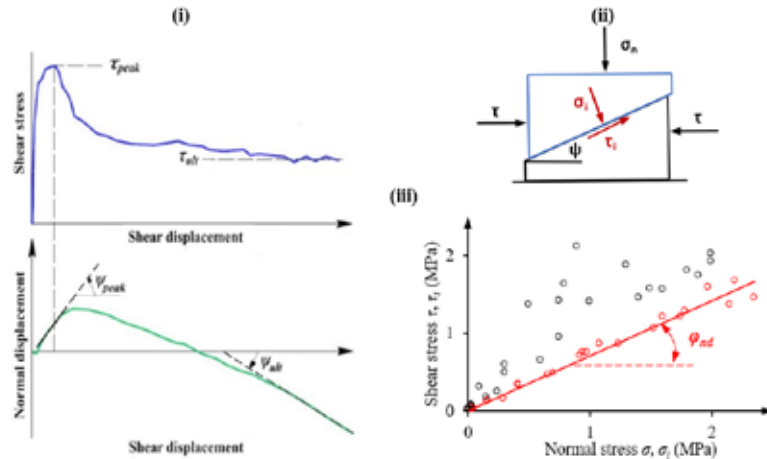 (i)
τpeak
τult
Shear stress
Shear displacement
ψpeak
ψult
Normal displacement
Shear displacement
(ii)
σn
σi
τ
τ
τi
ψ
(iii)
2
1
0
Shear stress τ, τi (MPa)
φnd
0
1
2
Normal stress σ, σi (MPa)